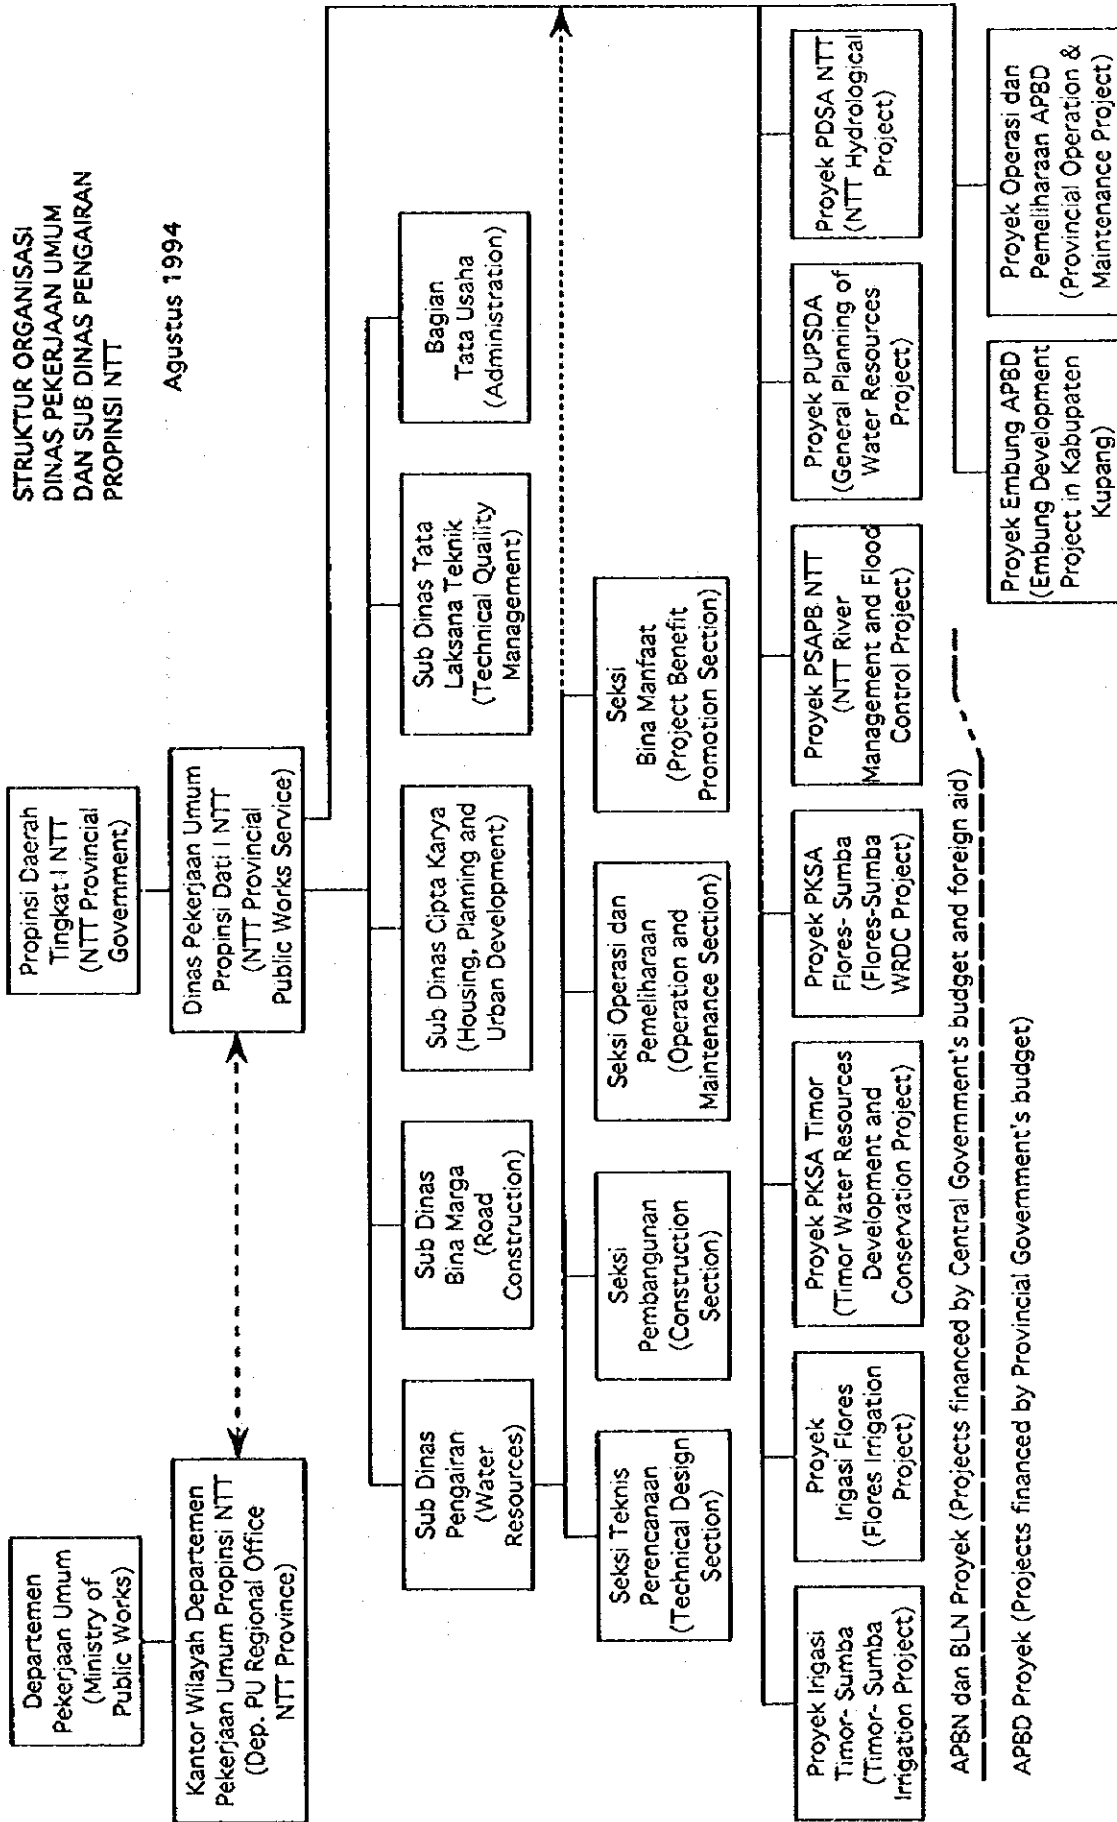 STRUKTUR ORGANISASI
DINAS PEKERJAAN UMUM
DAN SUB DINAS PENGAIRAN
PROPINSI NTT
Agustus 1994
Departemen
Pekerjaan Umum
(Ministry of
Public Works)
Propinsi Daerah
Tingkat I NTT
(NTT Provincial
Government)
Kantor Wilayah Departemen
Pekerjaan Umum Propinsi NTT
(Dep. PU Regional Office
NTT Province)
Dinas Pekerjaan Umum
Propinsi Dati I NTT
(NTT Provincial
Public Works Service)
Sub Dinas
Pengairan
(Water
Resources)
Sub Dinas
Bina Marga
(Road
Construction)
Sub Dinas Cipta Karya
(Housing, Planning and
Urban Development)
Sub Dinas Tata
Laksana Teknik
(Technical Quaility
Management)
Bagian
Tata Usaha
(Administration)
Seksi Teknis
Perencanaan
(Technical Design
Section)
Seksi
Pembangunan
(Construction
Section)
Seksi Operasi dan
Pemeliharaan
(Operation and
Maintenance Section)
Seksi
Bina Manfaat
(Project Benefit
Promotion Section)
Proyek Irigasi
Timor- Sumba
(Timor- Sumba
Irrigation Project)
Proyek
Irigasi Flores
(Flores Irrigation
Project)
Proyek PKSA Timor
(Timor Water Resources
Development and
Conservation Project)
Proyek PKSA
Flores- Sumba
(Flores-Sumba
WRDC Project)
Proyek PSAPB NTT
(NTT River
Management and Flood
Control Project)
Proyek PUPSDA
(General Planning of
Water Resources
Project)
Proyek PDSA NTT
(NTT Hydrological
Project)
APBN dan BLN Proyek (Projects financed by Central Government's budget and foreign aid)
APBD Proyek (Projects financed by Provincial Government's budget)
Proyek Embung APBD
(Embung Development
Project in Kabupaten
Kupang)
Proyek Operasi dan
Pemeliharaan APBD
(Provincial Operation &
Maintenance Project)